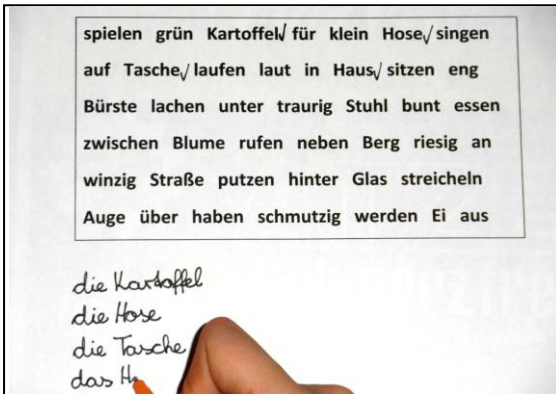 spielen grün Kartoffel√ für klein Hose√ singen
auf Tasche√ laufen laut in Haus√ sitzen eng
Bürste lachen unter traurig Stuhl bunt essen
zwischen Blume rufen neben Berg riesig an
winzig Straße putzen hinter Glas streicheln
Auge über haben schmutzig werden Ei aus
die Kartoffel
die Hose
die Tasche
das H